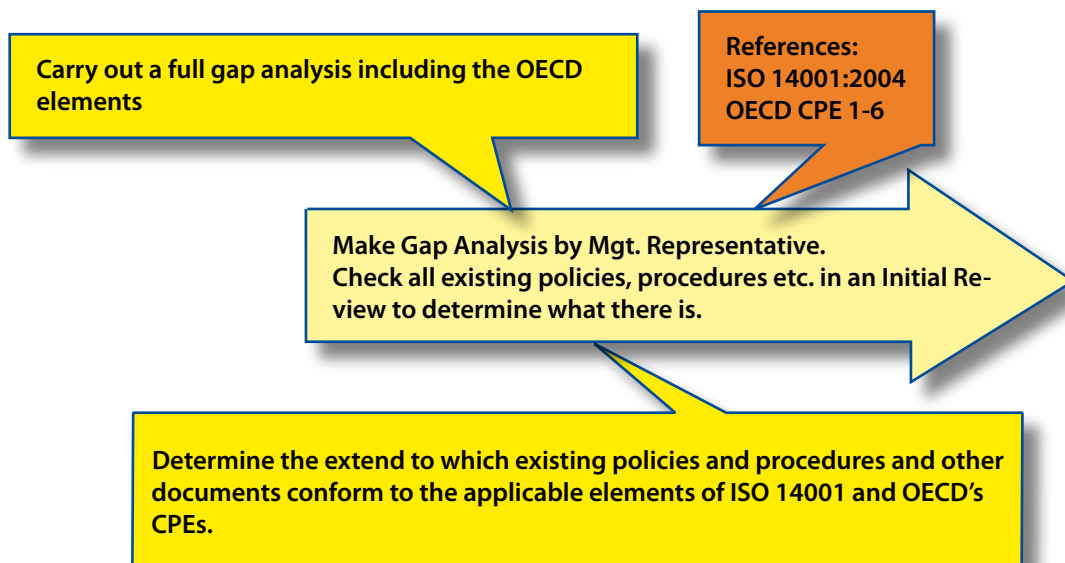 Carry out a full gap analysis including the OECD
elements
References:
ISO 14001:2004
OECD CPE 1-6
Make Gap Analysis by Mgt. Representative.
Check all existing policies, procedures etc. in an Initial Re-
view to determine what there is.
Determine the extend to which existing policies and procedures and other
documents conform to the applicable elements of ISO 14001 and OECD’s
CPEs.